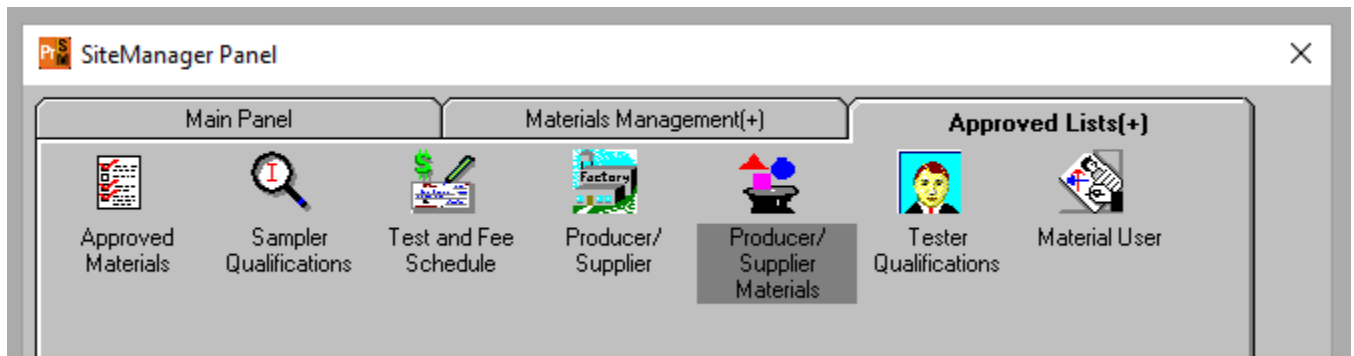 Pr S M SiteManager Panel
Main Panel Materials Management(+) Approved Lists(+)
I
$
Factory
Approved
Materials
Sampler
Qualifications
Test and Fee
Schedule
Producer/
Supplier
Producer/
Supplier
Materials
Tester
Qualifications
Material User